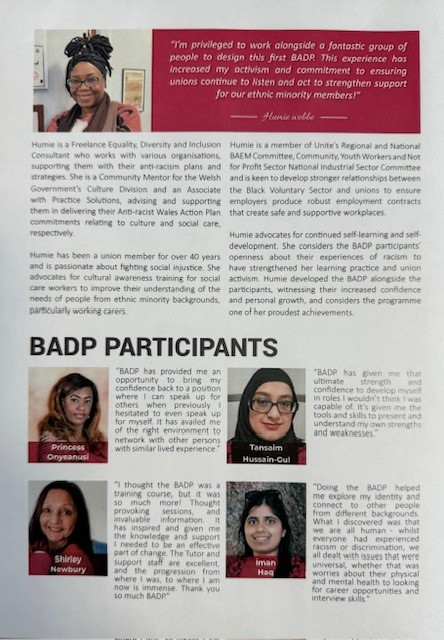 "I'm privileged to work alongside a fantastic group of
people to design this first BADP. This experience has
increased my activism and commitment to ensuring
unions continue to listen and act to strengthen support
for our ethnic minority members!"
Humie webbe
Humie is a Freelance Equality, Diversity and Inclusion
Consultant who works with various organisations,
supporting them with their anti-racism plans and
strategies. She is a Community Mentor for the Welsh
Government's Culture Division and an Associate
with Practice Solutions, advising and supporting
them in delivering their Anti-racist Wales Action Plan
commitments relating to culture and social care,
respectively.
Humie has been a union member for over 40 years
and is passionate about fighting social injustice. She
advocates for cultural awareness training for social
care workers to improve their understanding of the
needs of people from ethnic minority backgrounds,
particularly working carers.
Humie is a member of Unite's Regional and National
BAEM Committee, Community, Youth Workers and Not
for Profit Sector National Industrial Sector Committee
and is keen to develop stronger relationships between
the Black Voluntary Sector and unions to ensure
employers produce robust employment contracts
that create safe and supportive workplaces.
Humie advocates for continued self-learning and self-
development. She considers the BADP participants'
openness about their experiences of racism to
have strengthened her learning practice and union
activism. Humie developed the BADP alongside the
participants, witnessing their increased confidence
and personal growth, and considers the programme
one of her proudest achievements.
BADP PARTICIPANTS
Princess
Onyeanusi
"BADP has provided me an
opportunity to bring my
confidence back to a position
where I can speak up for
others when previously I
hesitated to even speak up
for myself. It has availed me
of the right environment to
network with other persons
with similar lived experience."
Tansaim
Hussain-Gul
"BADP has given me that
ultimate strength and
confidence to develop myself
in roles I wouldn't think I was
capable of. It's given me the
tools and skills to present and
understand my own strengths
and weaknesses."
Shirley
Newbury
"I thought the BADP was a
training course, but it was
so much more! Thought
provoking sessions, and
invaluable information. It
has inspired and given me
the knowledge and support
I needed to be an effective
part of change. The Tutor and
support staff are excellent,
and the progression from
where I was, to where I am
now is immense. Thank you
so much BADP."
Iman
Haq
"Doing the BADP helped
me explore my identity and
connect to other people
from different backgrounds.
What I discovered was that
we are all human - whilst
everyone had experienced
racism or discrimination, we
all dealt with issues that were
universal, whether that was
worries about their physical
and mental health to looking
for career opportunities and
interview skills."